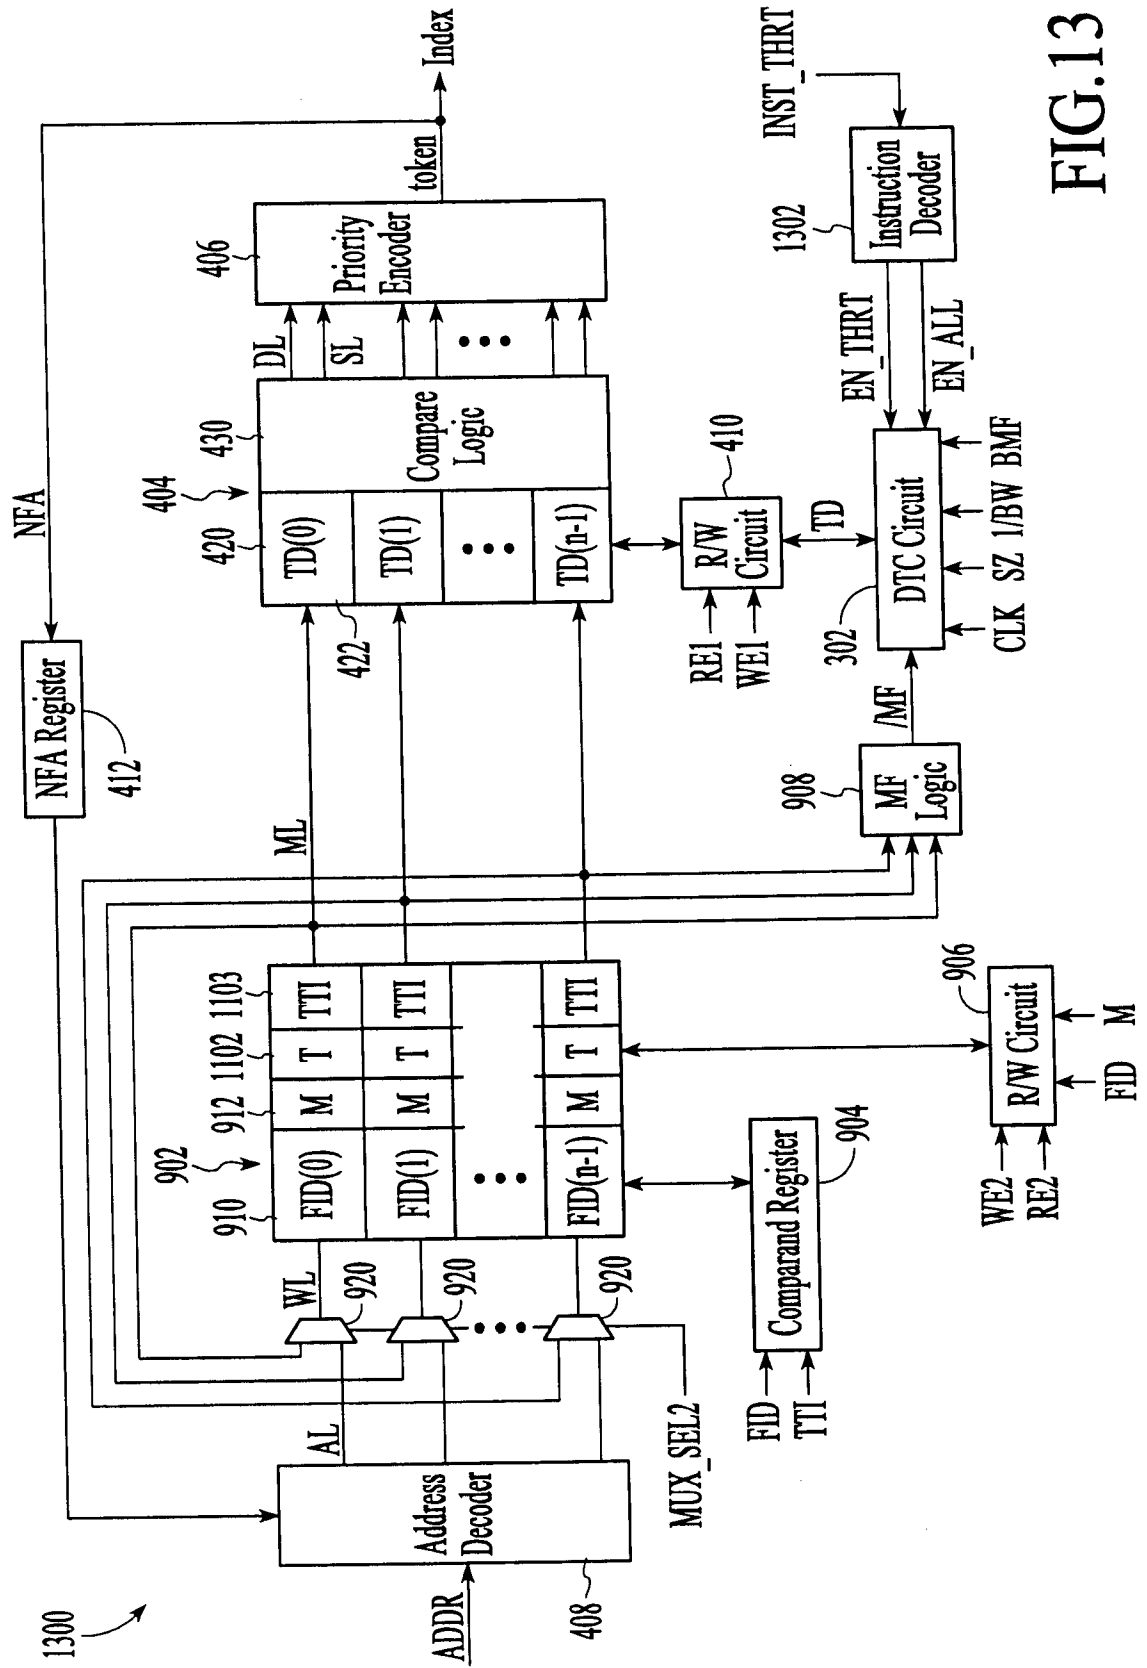 1300
NFA
NFA Register
412
token
Index
ADDR
Address
Decoder
408
AL
MUX_SEL2
WL
920
920
920
902
910
912
1102
1103
FID(0)
M
T
TTI
FID(1)
M
T
TTI
FID(n-1)
M
T
TTI
ML
404
420
430
422
TD(0)
TD(1)
TD(n-1)
Compare
Logic
DL
SL
406
Priority
Encoder
FID
TTI
Comparand Register
904
WE2
RE2
R/W Circuit
906
FID
M
908
MF
Logic
/MF
RE1
WE1
R/W
Circuit
410
TD
302
DTC Circuit
CLK
SZ
1/BW
BMF
EN_THRT
EN_ALL
1302
Instruction
Decoder
INST_THRT
FIG.13